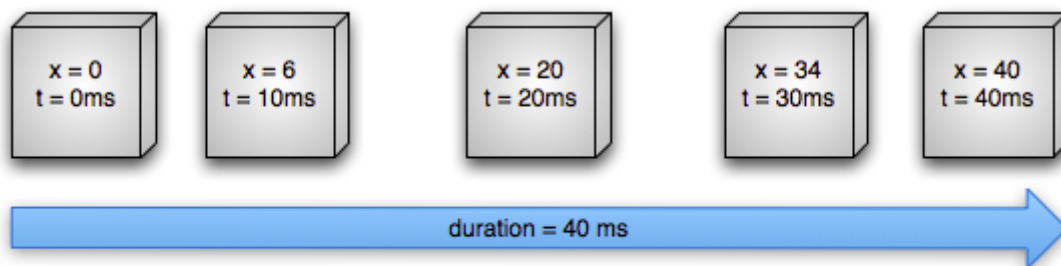 x = 0
t = 0ms
x = 6
t = 10ms
x = 20
t = 20ms
x = 34
t = 30ms
x = 40
t = 40ms
duration = 40 ms